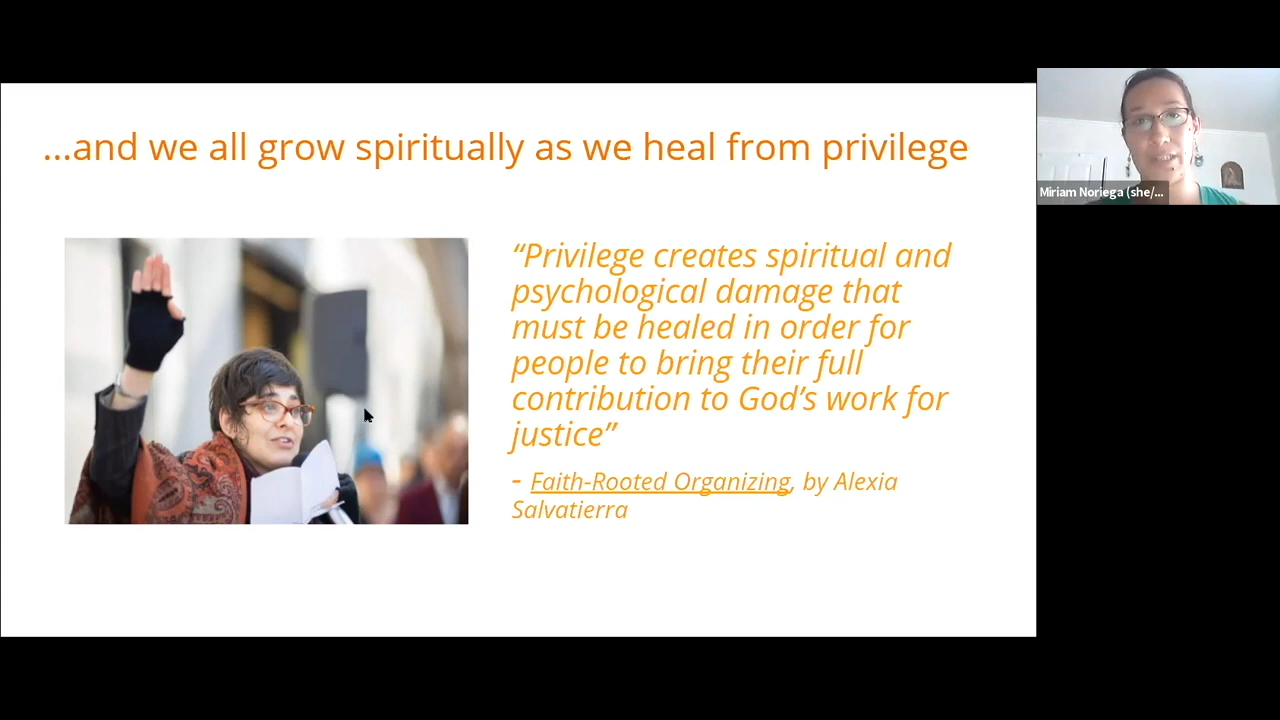 ...and we all grow spiritually as we heal from privilege
“Privilege creates spiritual and
psychological damage that
must be healed in order for
people to bring their full
contribution to God’s work for
justice”
- Faith-Rooted Organizing, by Alexia
Salvatierra
Miriam Noriega (she/...